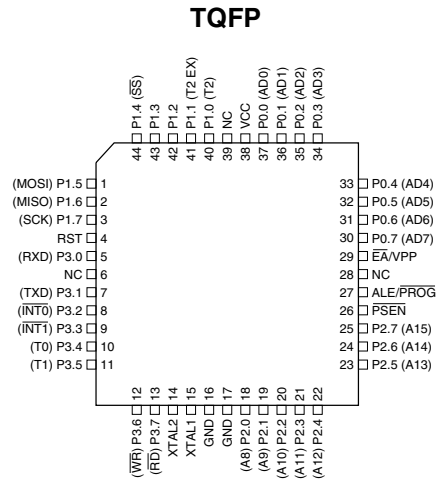 TQFP
P1.4 (SS)
P1.3
P1.2
P1.1 (T2 EX)
P1.0 (T2)
NC
VCC
P0.0 (AD0)
P0.1 (AD1)
P0.2 (AD2)
P0.3 (AD3)
44
43
42
41
40
39
38
37
36
35
34
(MOSI) P1.5 1
(MISO) P1.6 2
(SCK) P1.7 3
RST 4
(RXD) P3.0 5
NC 6
(TXD) P3.1 7
(INT0) P3.2 8
(INT1) P3.3 9
(T0) P3.4 10
(T1) P3.5 11
33 P0.4 (AD4)
32 P0.5 (AD5)
31 P0.6 (AD6)
30 P0.7 (AD7)
29 EA/VPP
28 NC
27 ALE/PROG
26 PSEN
25 P2.7 (A15)
24 P2.6 (A14)
23 P2.5 (A13)
12
13
14
15
16
17
18
19
20
21
22
(WR) P3.6
(RD) P3.7
XTAL2
XTAL1
GND
GND
(A8) P2.0
(A9) P2.1
(A10) P2.2
(A11) P2.3
(A12) P2.4